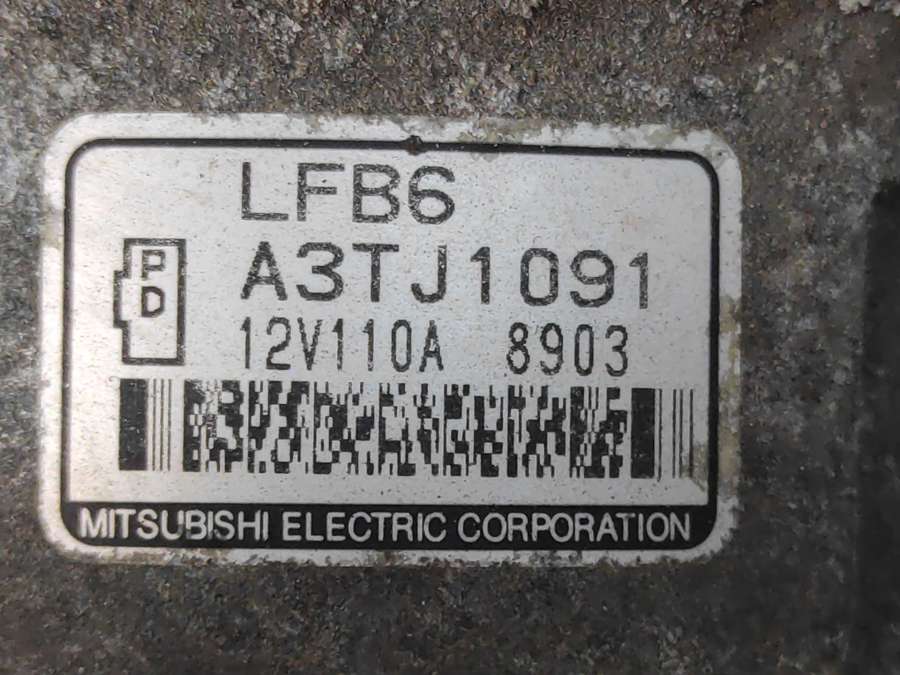 LFB6
P
D
A3TJ1091
12V110A 8903
MITSUBISHI ELECTRIC CORPORATION